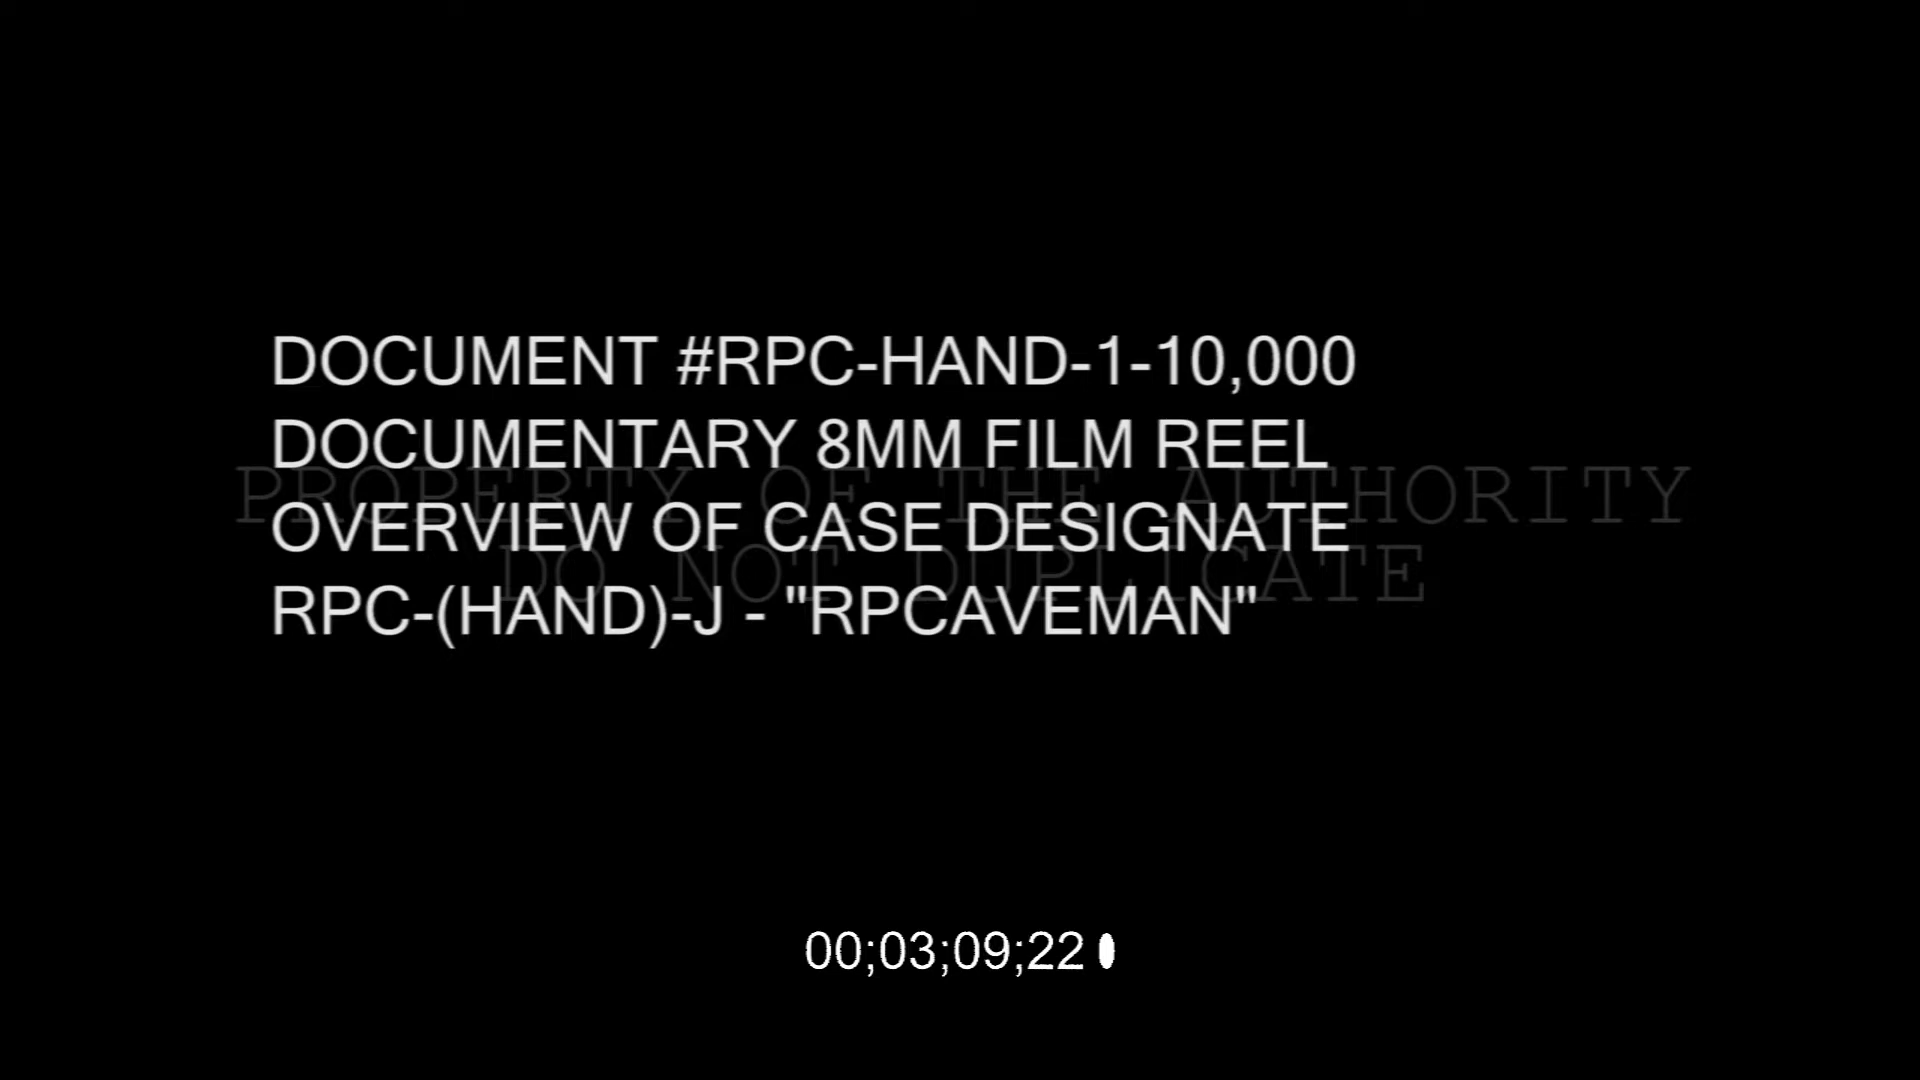 DOCUMENT #RPC-HAND-1-10,000
DOCUMENTARY 8MM FILM REEL
PROPERTY OF THE AUTHORITY
OVERVIEW OF CASE DESIGNATE
DO NOT DUPLICATE
RPC-(HAND)-J - "RPCAVEMAN"
00;03;09;22